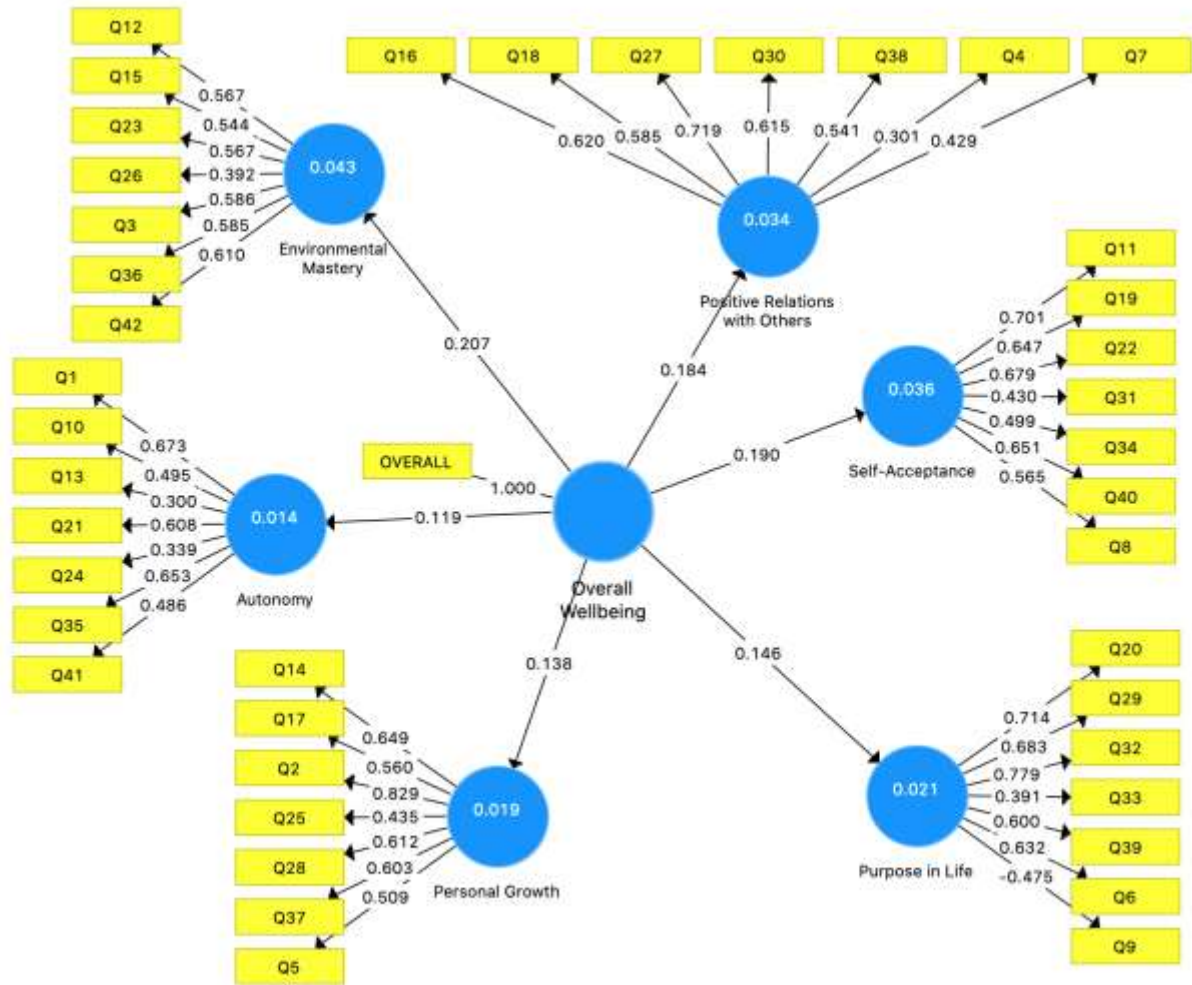 Q12
Q15
Q23
Q26
Q3
Q36
Q42
0.567
0.544
0.567
0.392
0.586
0.585
0.610
0.043
Environmental
Mastery
Q16
Q18
Q27
Q30
Q38
Q4
Q7
0.620
0.585
0.719
0.615
0.541
0.301
0.429
0.034
Positive Relations
with Others
Q11
Q19
Q22
Q31
Q34
Q40
Q8
0.701
0.647
0.679
0.430
0.499
0.651
0.565
0.036
Self-Acceptance
0.207
0.184
0.190
Q1
Q10
Q13
Q21
Q24
Q35
Q41
0.673
0.495
0.300
0.608
0.339
0.653
0.486
0.014
Autonomy
OVERALL
1.000
0.119
Overall
Wellbeing
0.138
0.146
Q14
Q17
Q2
Q25
Q28
Q37
Q5
0.649
0.560
0.829
0.435
0.612
0.603
0.509
0.019
Personal Growth
Q20
Q29
Q32
Q33
Q39
Q6
Q9
0.714
0.683
0.779
0.391
0.600
0.632
-0.475
0.021
Purpose in Life